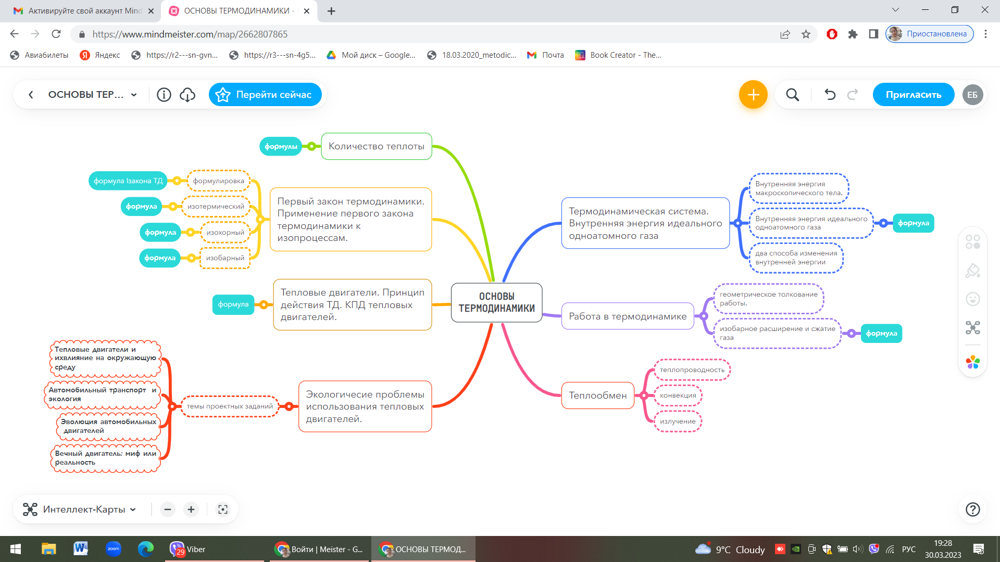 Активируйте свой аккаунт Mind
ОСНОВЫ ТЕРМОДИНАМИКИ -
https://www.mindmeister.com/map/2662807865
Приостановлена
Авиабилеты
Яндекс
https://r2---sn-gvn...
https://r3---sn-4g5...
Мой диск – Google...
18.03.2020_metodic...
Почта
Book Creator - The...
ОСНОВЫ ТЕР...
Перейти сейчас
Пригласить
ЕБ
формулы
Количество теплоты
формула Iзакона ТД
формулировка
формула
изотермический
формула
изохорный
формула
изобарный
Первый закон термодинамики.
Применение первого закона
термодинамики к
изопроцессам.
формула
Тепловые двигатели. Принцип
действия ТД. КПД тепловых
двигателей.
Тепловые двигатели и
ихвлияние на окружающую
среду
Автомобильный транспорт и
экология
Эволюция автомобильных
двигателей
Вечный двигатель: миф или
реальность
темы проектных заданий
Экологичесие проблемы
использования тепловых
двигателей.
ОСНОВЫ
ТЕРМОДИНАМИКИ
Термодинамическая система.
Внутренняя энергия идеального
одноатомного газа
Внутренняя энергия
макроскопического тела.
Внутренняя энергия идеального
одноатомного газа
формула
два способа изменения
внутренней энергии
Работа в термодинамике
геометрическое толкование
работы.
изобарное расширение и сжатие
газа
формула
Теплообмен
теплопроводность
конвекция
излучение
Интеллект-Карты
zoom
29
Viber
Войти | Meister - G...
ОСНОВЫ ТЕРМОД...
9°C Cloudy
РУС
19:28
30.03.2023